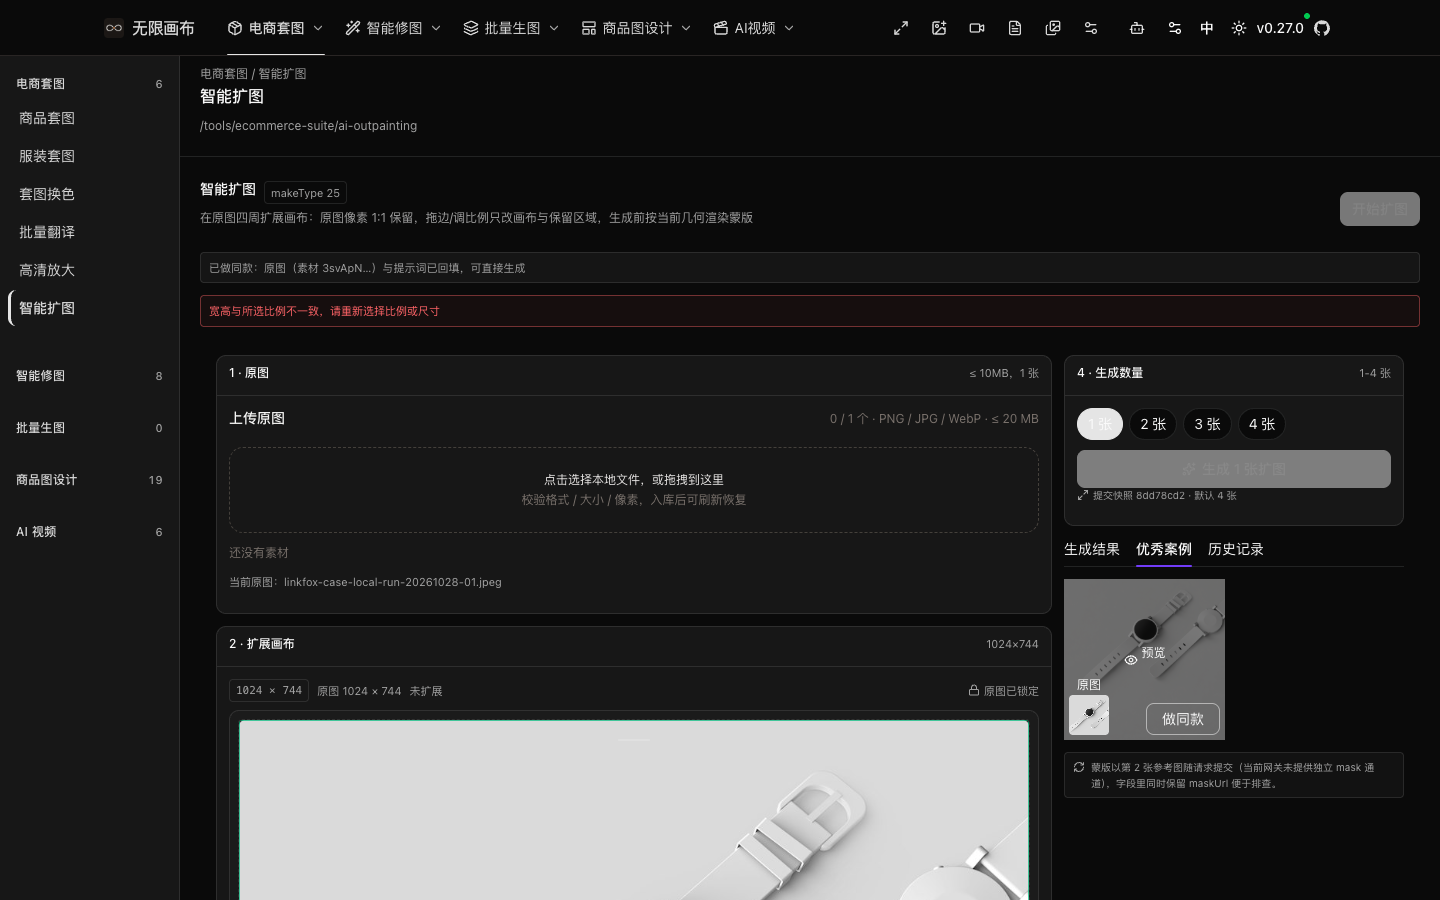 无限画布
电商套图
智能修图
批量生图
商品图设计
AI视频
中
v0.27.0
电商套图 6
商品套图
服装套图
套图换色
批量翻译
高清放大
智能扩图
智能修图 8
批量生图 0
商品图设计 19
AI 视频 6
电商套图 / 智能扩图
智能扩图
/tools/ecommerce-suite/ai-outpainting
智能扩图 makeType 25
在原图四周扩展画布：原图像素 1:1 保留，拖边/调比例只改画布与保留区域，生成前按当前几何渲染蒙版
开始扩图
已做同款：原图（素材 3svApN…）与提示词已回填，可直接生成
宽高与所选比例不一致，请重新选择比例或尺寸
1 · 原图 ≤ 10MB，1 张
上传原图 0 / 1 个 · PNG / JPG / WebP · ≤ 20 MB
点击选择本地文件，或拖拽到这里
校验格式 / 大小 / 像素，入库后可刷新恢复
还没有素材
当前原图：linkfox-case-local-run-20261028-01.jpeg
2 · 扩展画布 1024×744
1024 × 744 原图 1024 × 744 未扩展 原图已锁定
4 · 生成数量 1-4 张
1 张 2 张 3 张 4 张
生成 1 张扩图
提交快照 8dd78cd2 · 默认 4 张
生成结果 优秀案例 历史记录
预览
原图
做同款
蒙版以第 2 张参考图随请求提交（当前网关未提供独立 mask 通
道），字段里同时保留 maskUrl 便于排查。